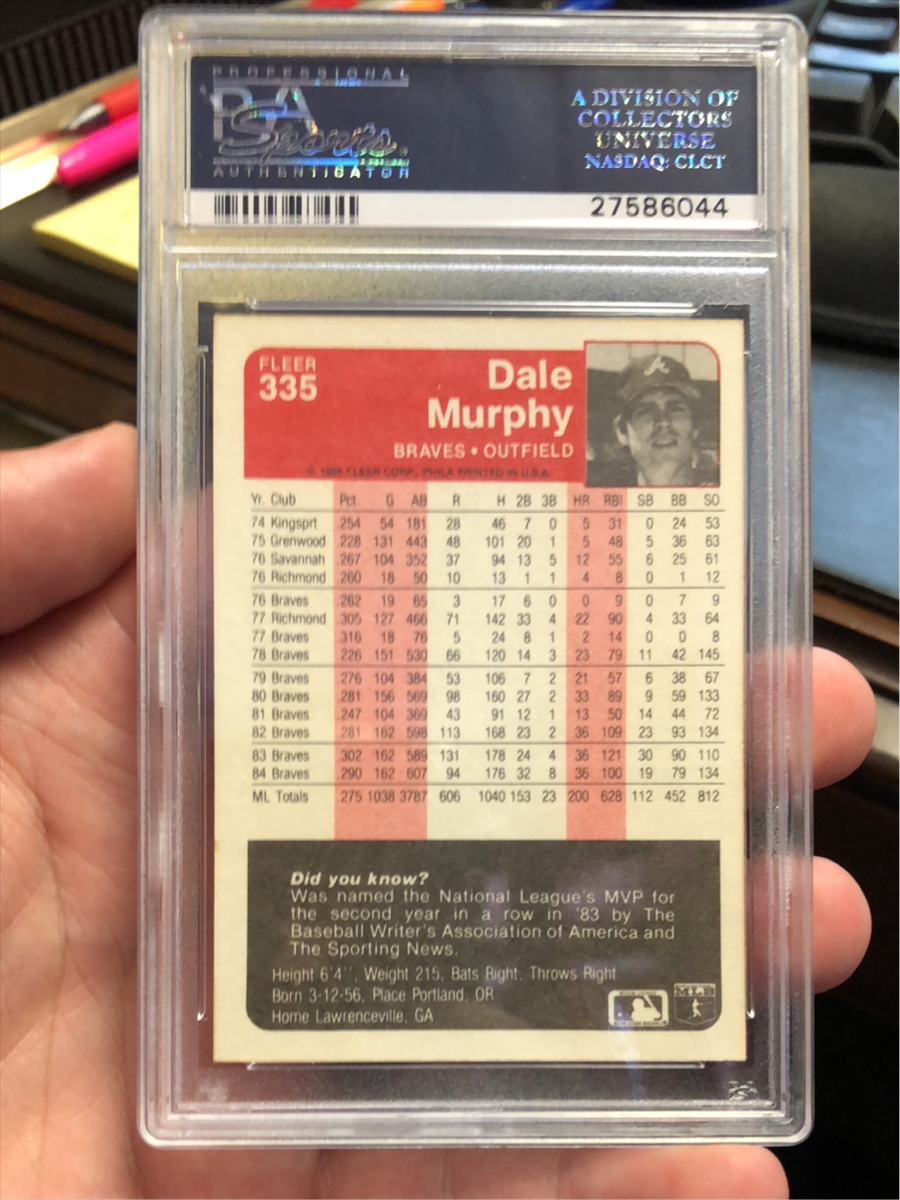 PROFESSIONAL
PSA
Sports
AUTHENTICATOR
A DIVISION OF
COLLECTORS
UNIVERSE
NASDAQ: CLCT
27586044
FLEER
335
Dale
Murphy
BRAVES • OUTFIELD
© 1985 FLEER CORP., PHILA PRINTED IN U.S.A.
Yr. Club Pct. G AB R H 2B 3B HR RBI SB BB SO
74 Kingsprt .254 54 181 28 46 7 0 5 31 0 24 53
75 Grenwood .228 131 443 48 101 20 1 5 48 5 36 63
76 Savannah .267 104 352 37 94 13 5 12 55 6 25 61
76 Richmond .260 18 50 10 13 1 1 4 8 0 1 12
76 Braves .262 19 65 3 17 6 0 0 9 0 7 9
77 Richmond .305 127 466 71 142 33 4 22 90 4 33 64
77 Braves .316 18 76 5 24 8 1 2 14 0 0 8
78 Braves .226 151 530 66 120 14 3 23 79 11 42 145
79 Braves .276 104 384 53 106 7 2 21 57 6 38 67
80 Braves .281 156 569 98 160 27 2 33 89 9 59 133
81 Braves .247 104 369 43 91 12 1 13 50 14 44 72
82 Braves .281 162 598 113 168 23 2 36 109 23 93 134
83 Braves .302 162 589 131 178 24 4 36 121 30 90 110
84 Braves .290 162 607 94 176 32 8 36 100 19 79 134
ML Totals .275 1038 3787 606 1040 153 23 200 628 112 452 812
Did you know?
Was named the National League's MVP for
the second year in a row in '83 by The
Baseball Writer's Association of America and
The Sporting News.
Height 6'4'', Weight 215, Bats Right, Throws Right
Born 3-12-56, Place Portland, OR
Home Lawrenceville, GA
MLB